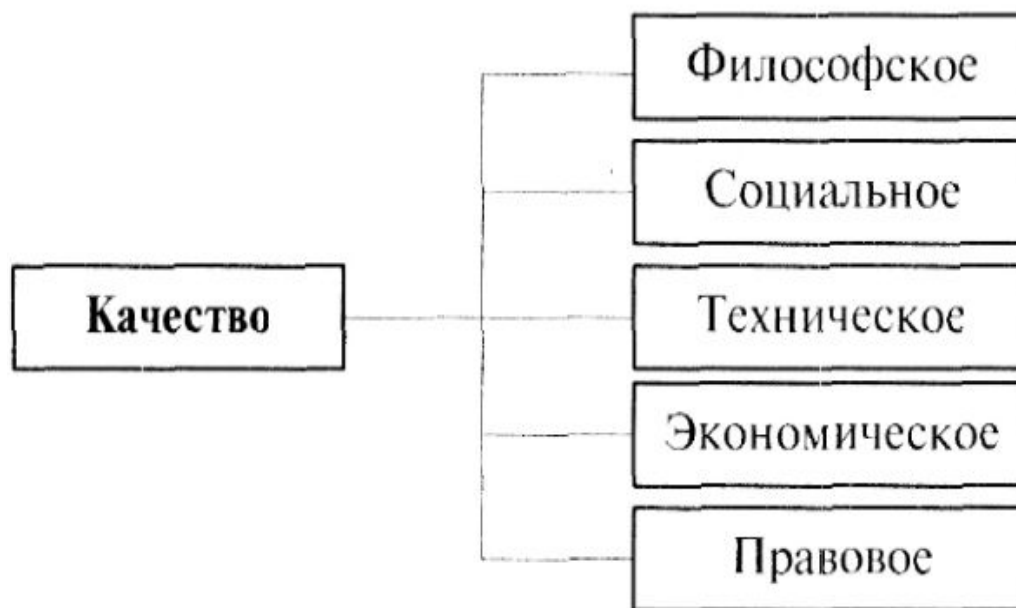 Философское
Социальное
Качество
Техническое
Экономическое
Правовое